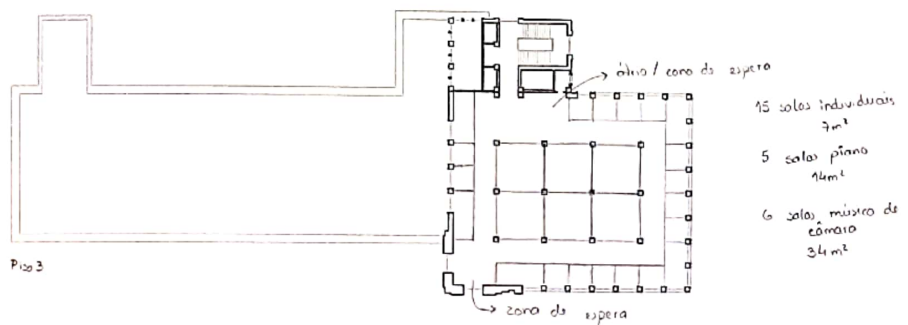 átrio / zona de espera
15 salas individuais
7m²
5 salas piano
14m²
6 salas música de
câmara
34m²
Piso 3
zona de espera